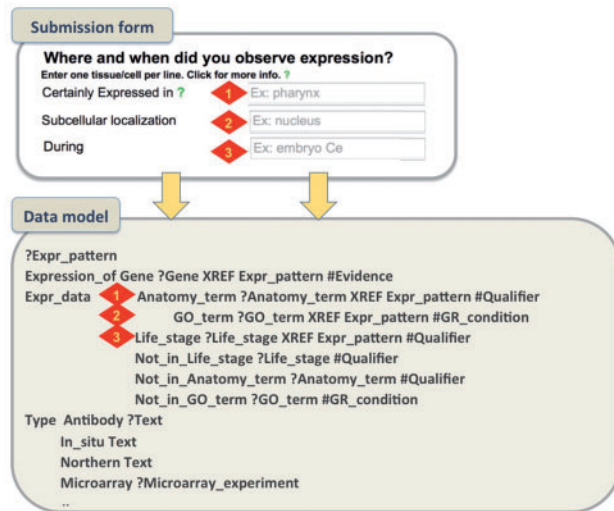 Submission form
Where and when did you observe expression?
Enter one tissue/cell per line. Click for more info. ?
Certainly Expressed in ? 1 Ex: pharynx
Subcellular localization 2 Ex: nucleus
During 3 Ex: embryo Ce
Data model
?Expr_pattern
Expression_of Gene ?Gene XREF Expr_pattern #Evidence
Expr_data 1 Anatomy_term ?Anatomy_term XREF Expr_pattern #Qualifier
2 GO_term ?GO_term XREF Expr_pattern #GR_condition
3 Life_stage ?Life_stage XREF Expr_pattern #Qualifier
Not_in_Life_stage ?Life_stage #Qualifier
Not_in_Anatomy_term ?Anatomy_term #Qualifier
Not_in_GO_term ?GO_term #GR_condition
Type Antibody ?Text
In_situ Text
Northern Text
Microarray ?Microarray_experiment
..